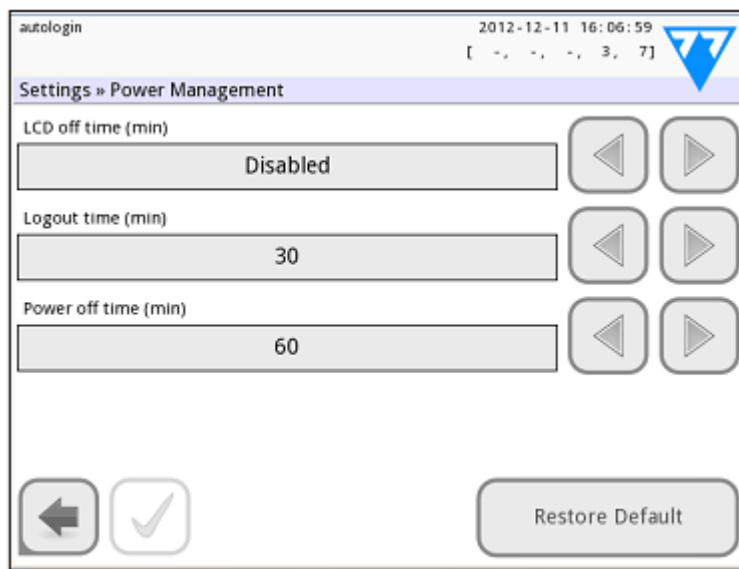 autologin
2012-12-11 16:06:59
[ -, -, -, 3, 7]
Settings » Power Management
LCD off time (min)
Disabled
Logout time (min)
30
Power off time (min)
60
Restore Default